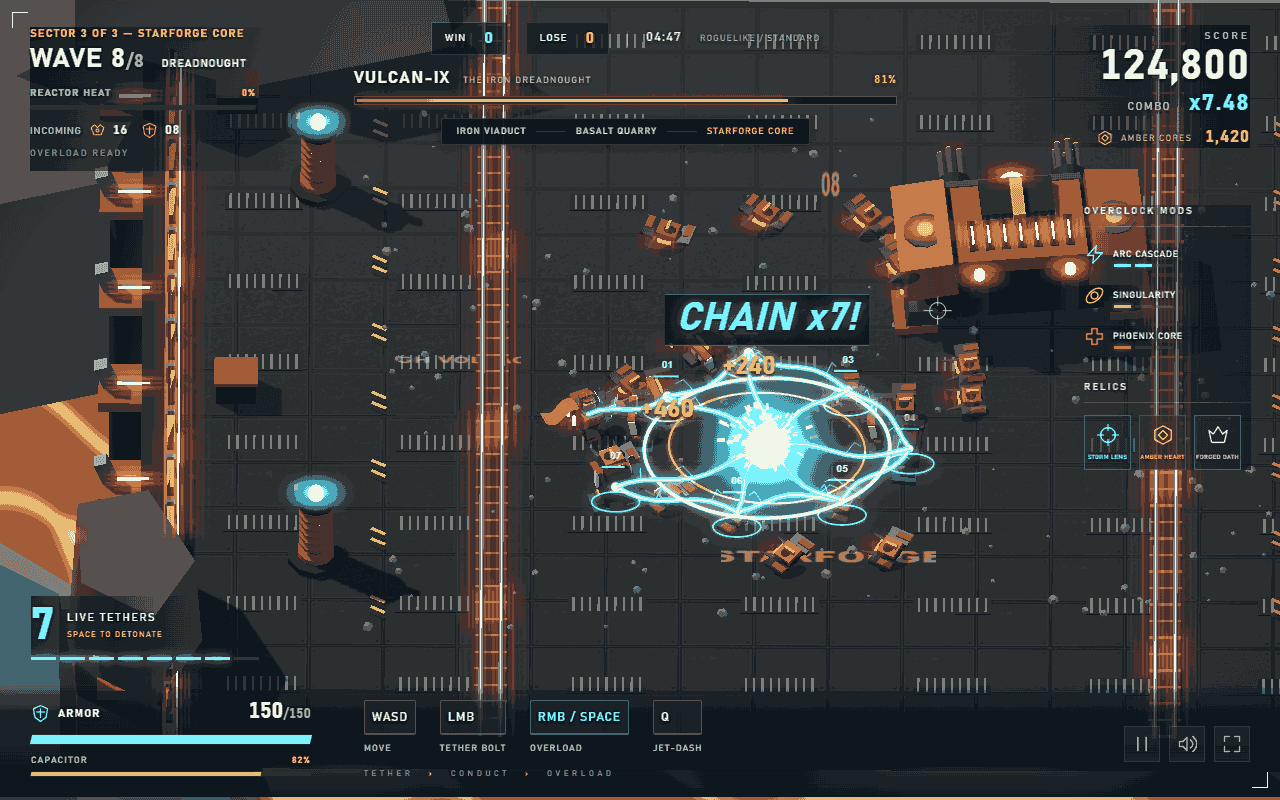 SECTOR 3 OF 3 — STARFORGE CORE
WAVE 8/8 DREADNOUGHT
REACTOR HEAT 0%
INCOMING 16 08
OVERLOAD READY
WIN 0 LOSE 0 04:47 ROGUELIKE / STANDARD
VULCAN-IX THE IRON DREADNOUGHT 81%
IRON VIADUCT BASALT QUARRY STARFORGE CORE
SCORE
124,800
COMBO x7.48
AMBER CORES 1,420
08
OVERCLOCK MODS
ARC CASCADE
SINGULARITY
PHOENIX CORE
RELICS
STORM LENS AMBER HEART FORGED OATH
CHAIN x7!
+240
+460
01
03
04
05
06
07
STARFORGE
7 LIVE TETHERS
SPACE TO DETONATE
ARMOR 150/150
CAPACITOR 82%
WASD LMB RMB / SPACE Q
MOVE TETHER BOLT OVERLOAD JET-DASH
TETHER › CONDUCT › OVERLOAD